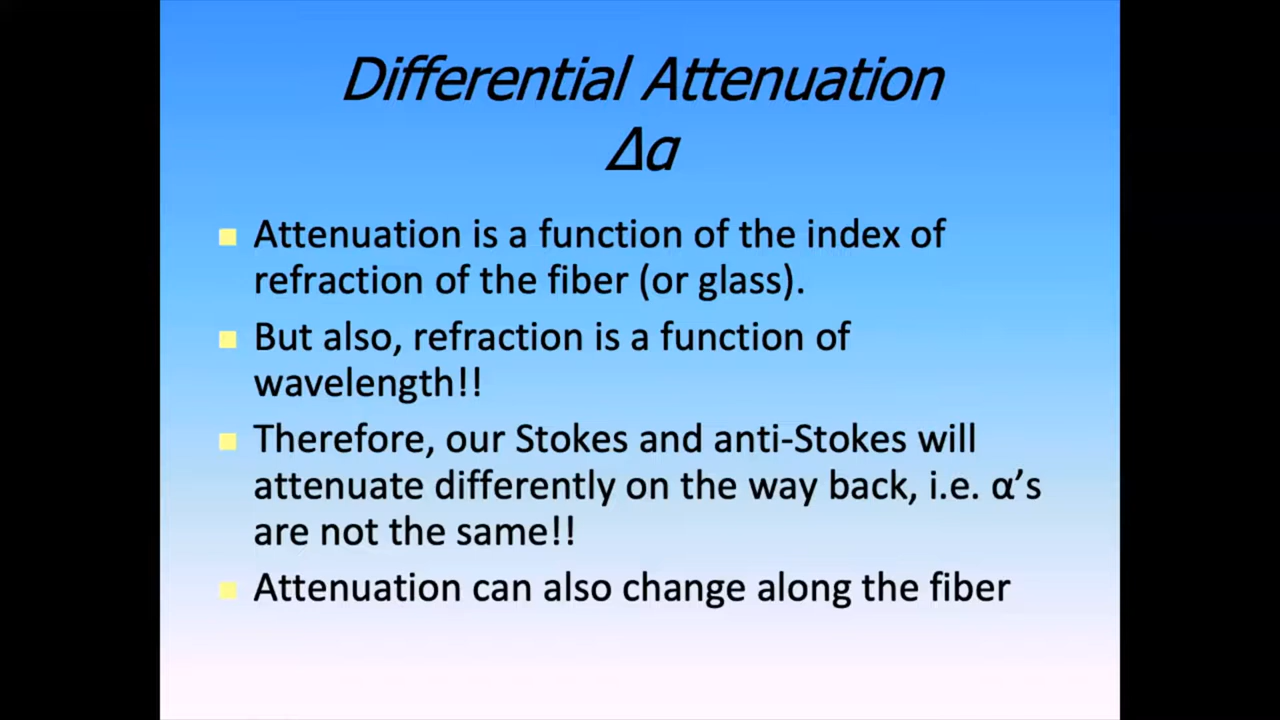 Differential Attenuation
Δα
Attenuation is a function of the index of
refraction of the fiber (or glass).
But also, refraction is a function of
wavelength!!
Therefore, our Stokes and anti-Stokes will
attenuate differently on the way back, i.e. α’s
are not the same!!
Attenuation can also change along the fiber